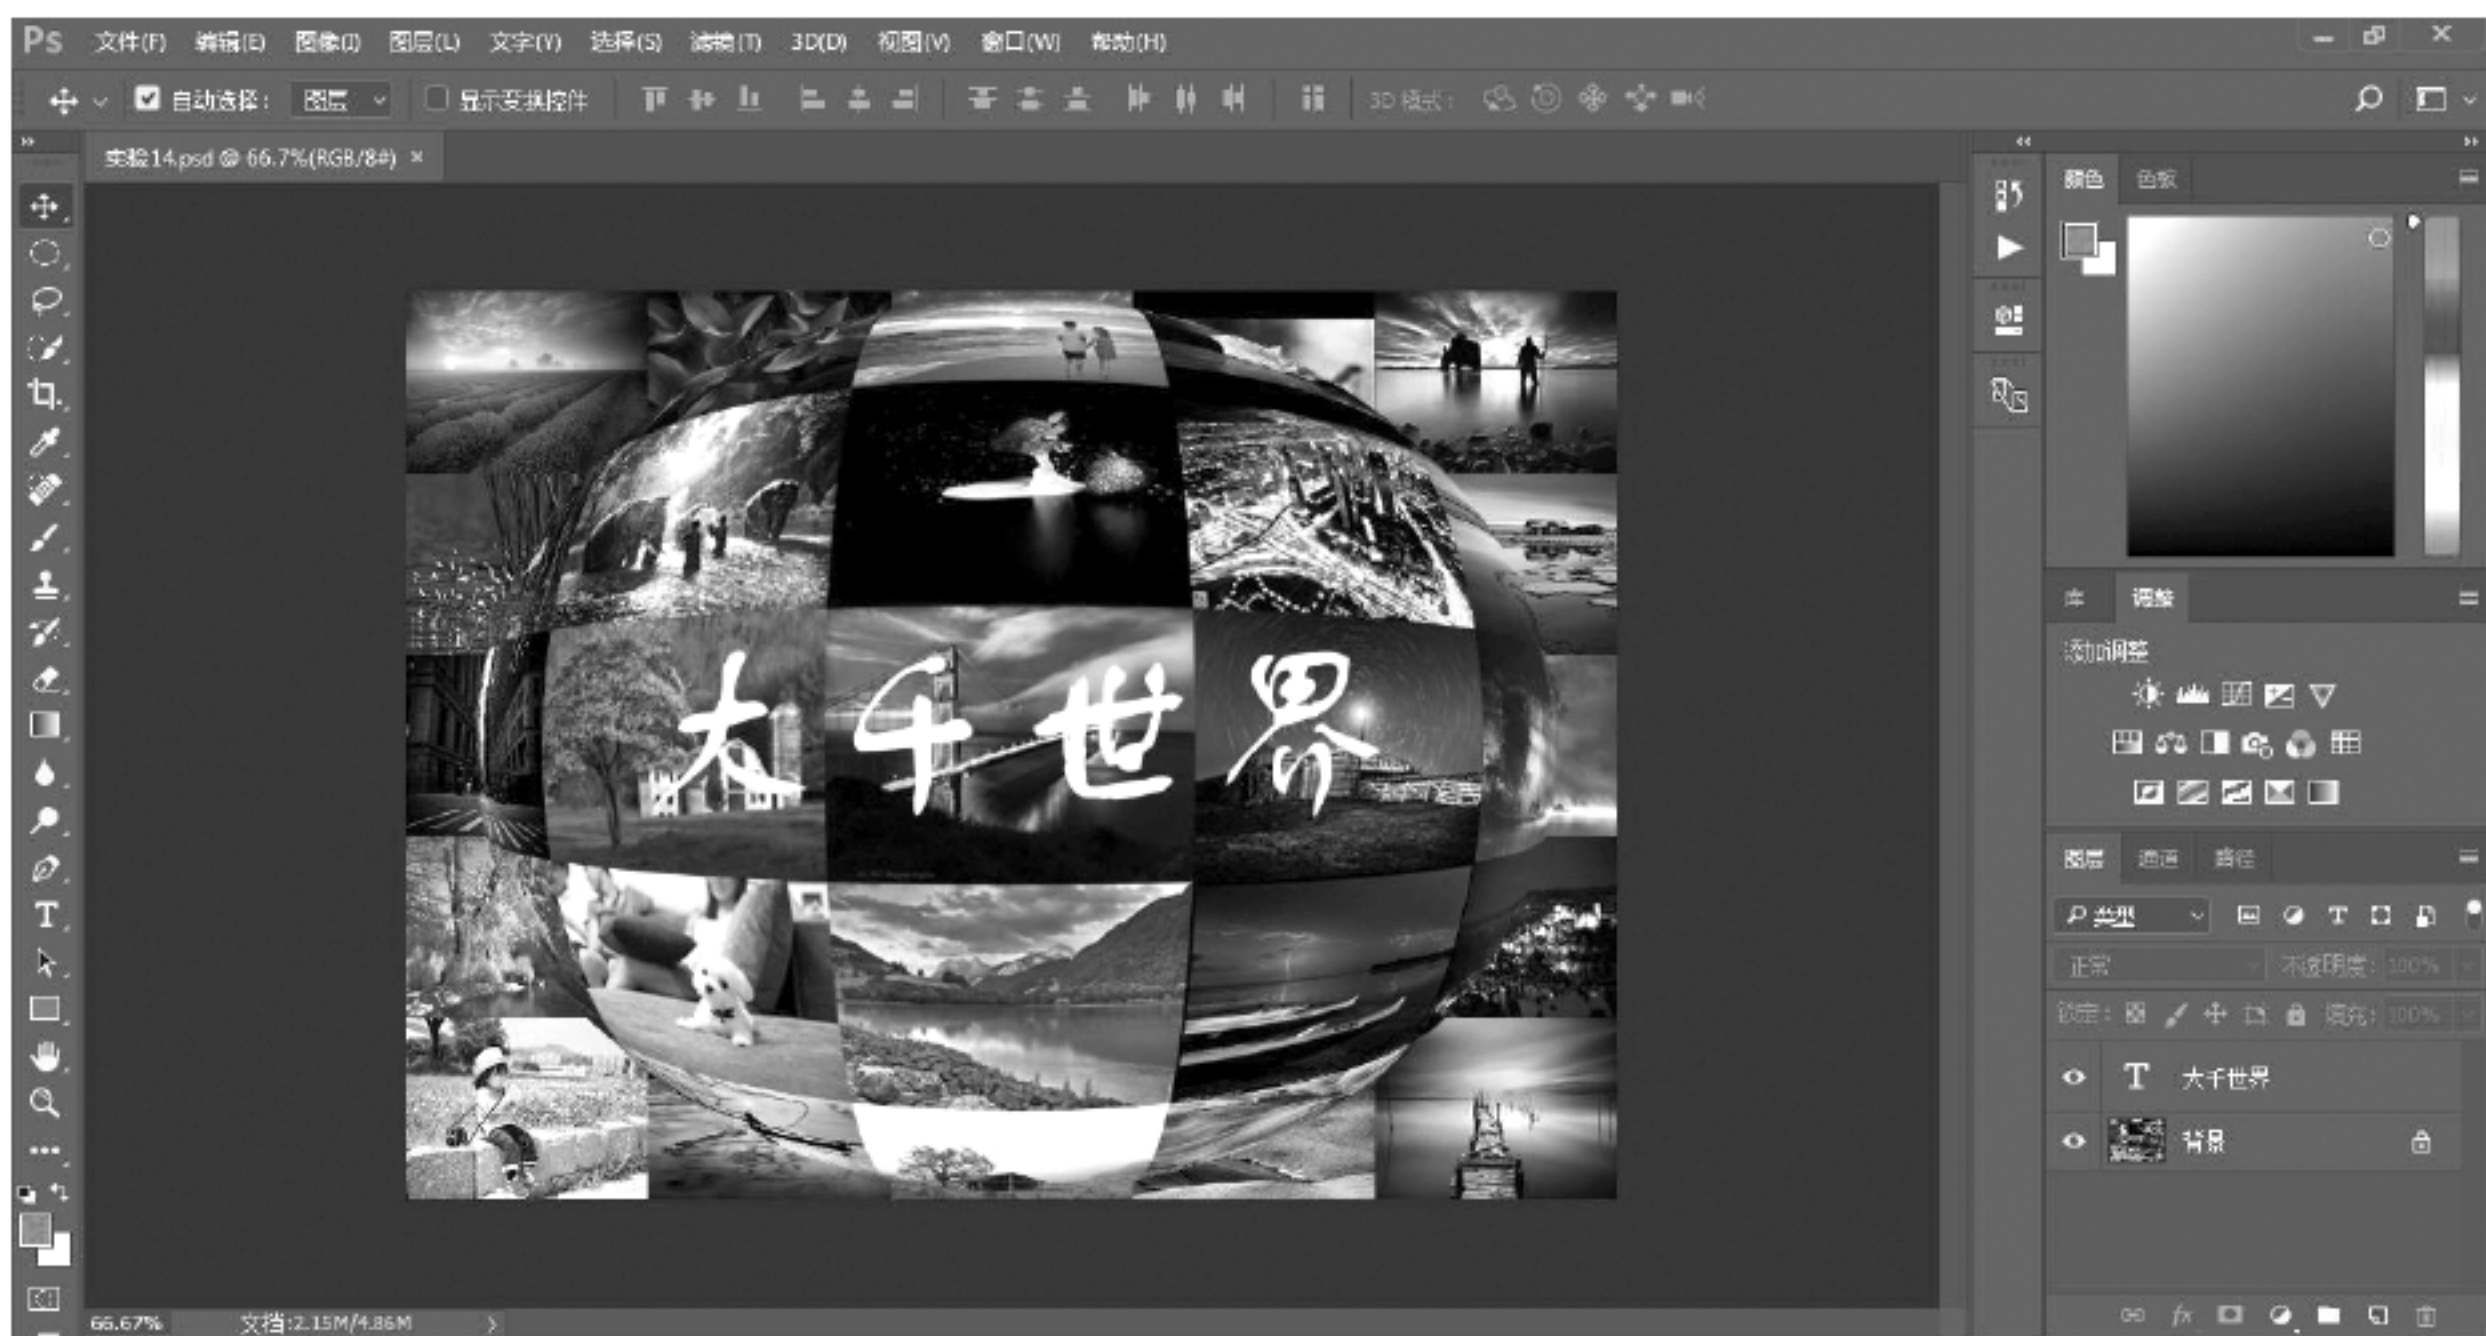 Ps 文件(F) 编辑(E) 图像(I) 图层(L) 文字(Y) 选择(S) 滤镜(T) 3D(D) 视图(V) 窗口(W) 帮助(H)
自动选择: 图层 显示变换控件 3D 模式:
实验14.psd @ 66.7%(RGB/8#) ×
颜色 色板
库 调整
添加调整
大千世界
图层 通道 路径
类型
正常 不透明度: 100%
锁定: 填充: 100%
T 大千世界
背景
66.67% 文档:2.15M/4.86M
fx